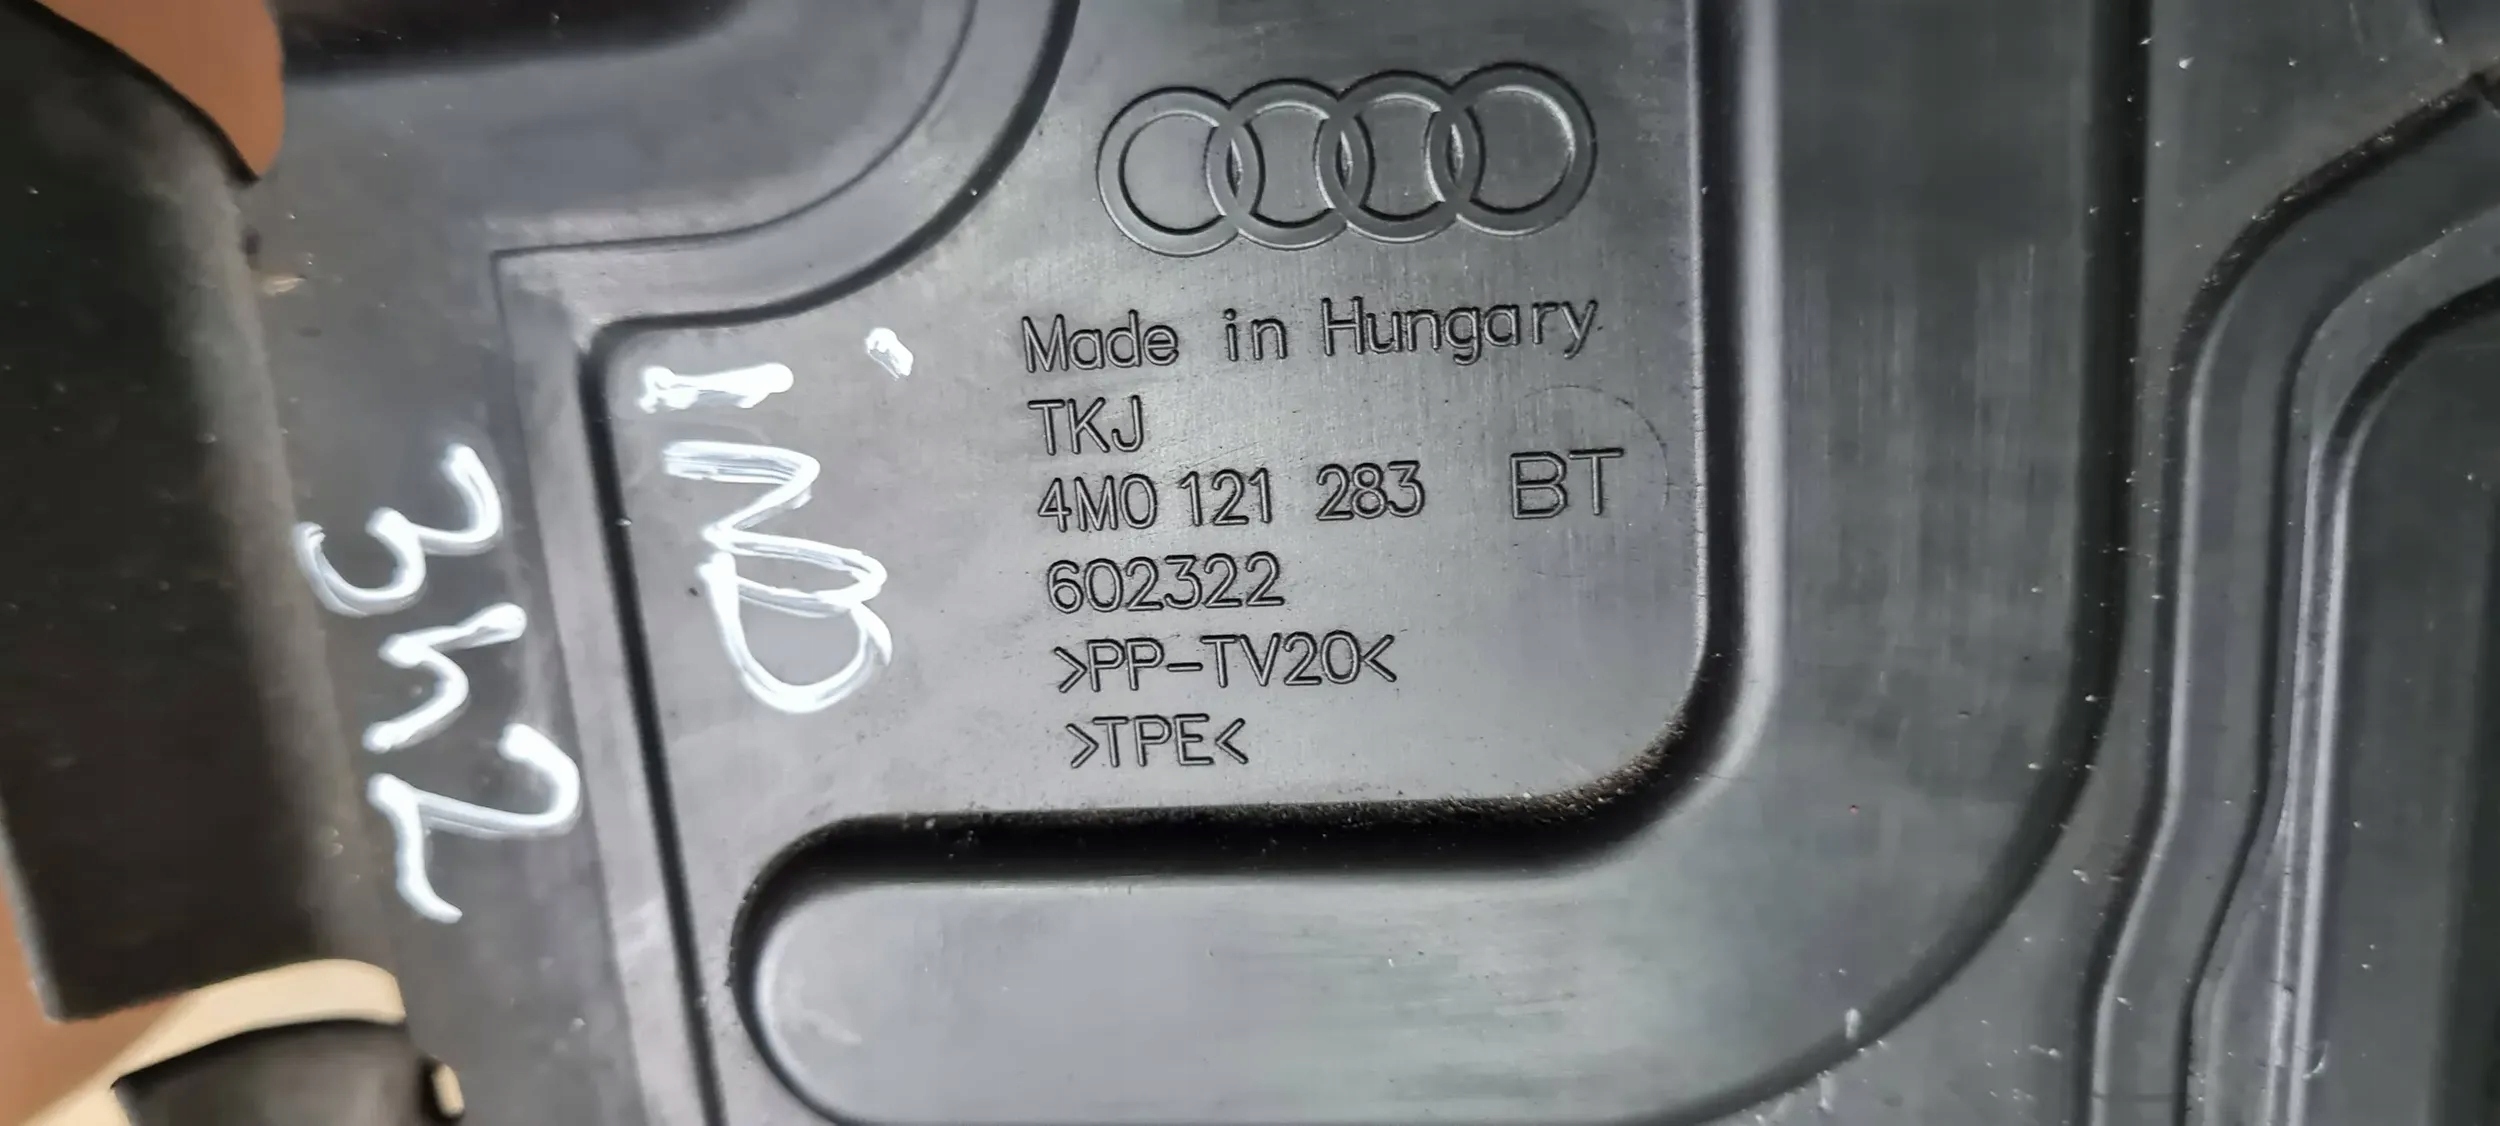 Made in Hungary
TKJ
4M0 121 283 BT
602322
>PP-TV20<
>TPE<